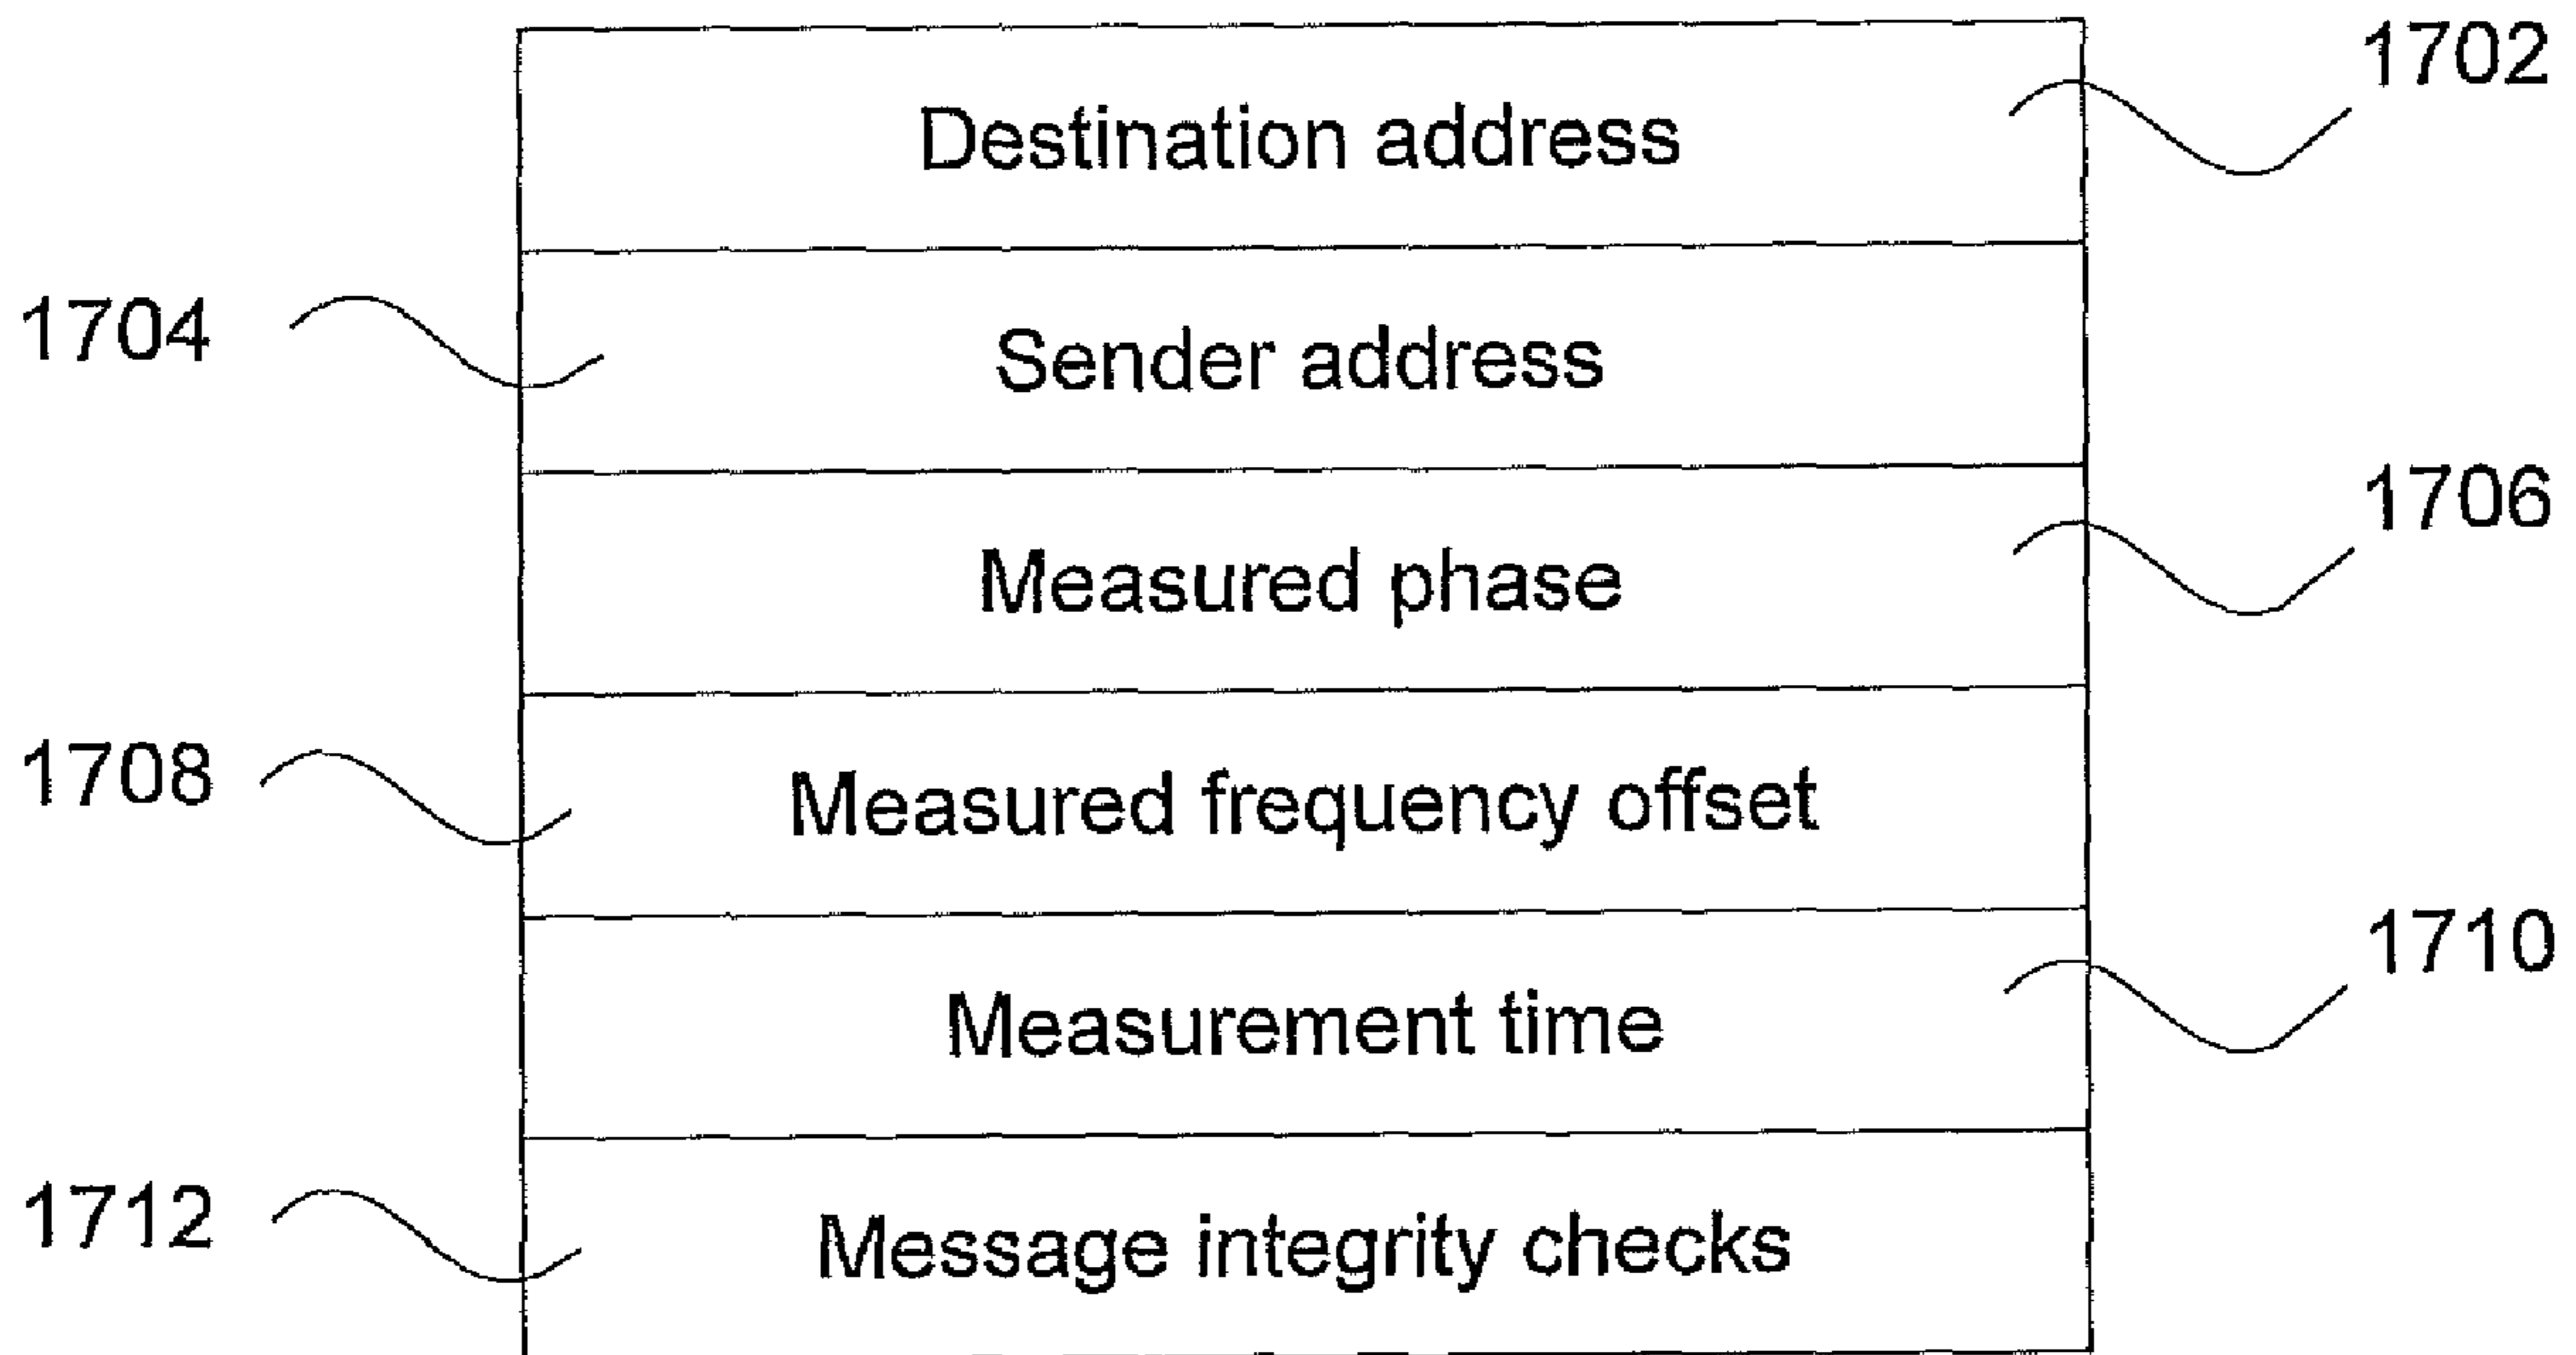 1702
Destination address
1704
Sender address
1706
Measured phase
1708
Measured frequency offset
1710
Measurement time
1712
Message integrity checks